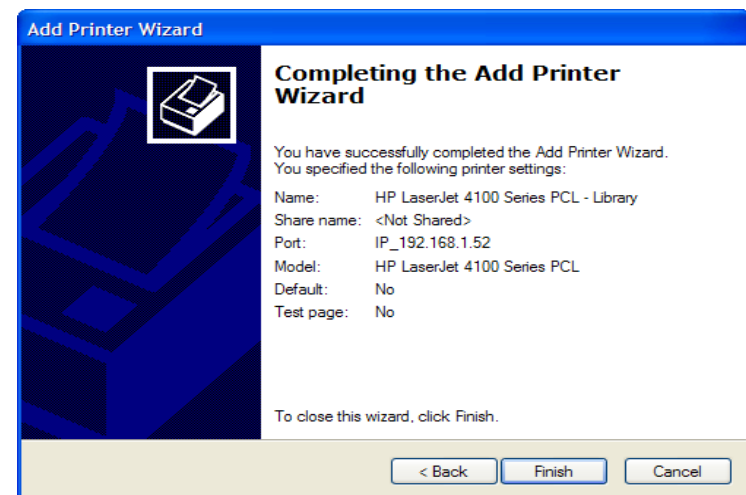 Add Printer Wizard
Completing the Add Printer
Wizard
You have successfully completed the Add Printer Wizard.
You specified the following printer settings:
Name: HP LaserJet 4100 Series PCL - Library
Share name: <Not Shared>
Port: IP_192.168.1.52
Model: HP LaserJet 4100 Series PCL
Default: No
Test page: No
To close this wizard, click Finish.
< Back Finish Cancel